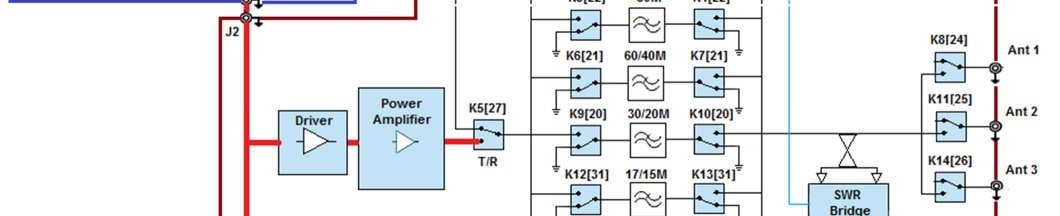 J2
K8[24]
Ant 1
K6[21]
60/40M
K7[21]
K11[25]
Ant 2
Driver
Power
Amplifier
K5[27]
T/R
K9[20]
30/20M
K10[20]
K14[26]
Ant 3
K12[31]
17/15M
K13[31]
SWR
Bridge